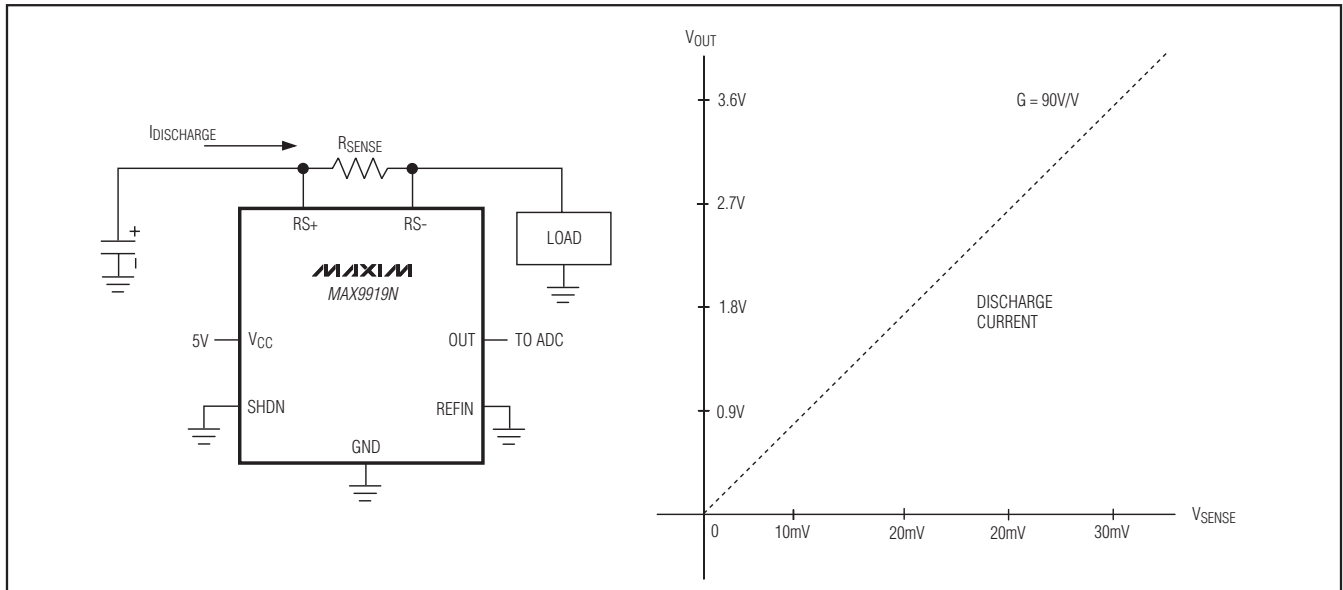 IDISCHARGE
RSENSE
+
RS+ RS-
LOAD
MAXIM
MAX9919N
5V VCC OUT TO ADC
SHDN REFIN
GND
VOUT
3.6V
2.7V
1.8V
0.9V
G = 90V/V
DISCHARGE
CURRENT
0 10mV 20mV 20mV 30mV
VSENSE